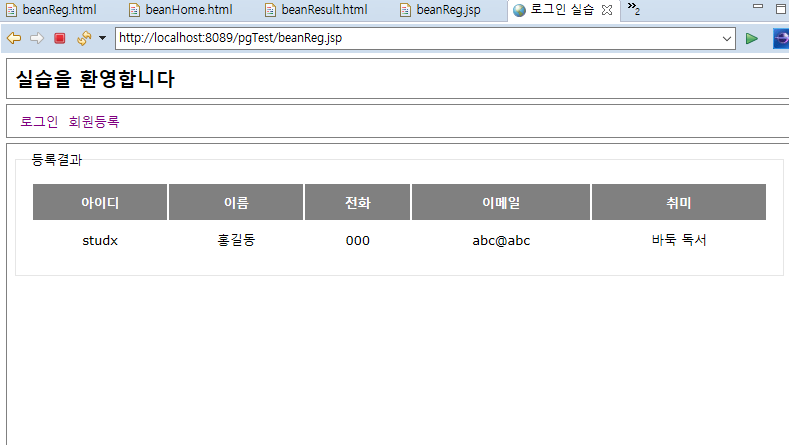 beanReg.html beanHome.html beanResult.html beanReg.jsp 로그인 실습 2
http://localhost:8089/pgTest/beanReg.jsp
실습을 환영합니다
로그인 회원등록
등록결과
아이디 이름 전화 이메일 취미
studx 홍길동 000 abc@abc 바둑 독서